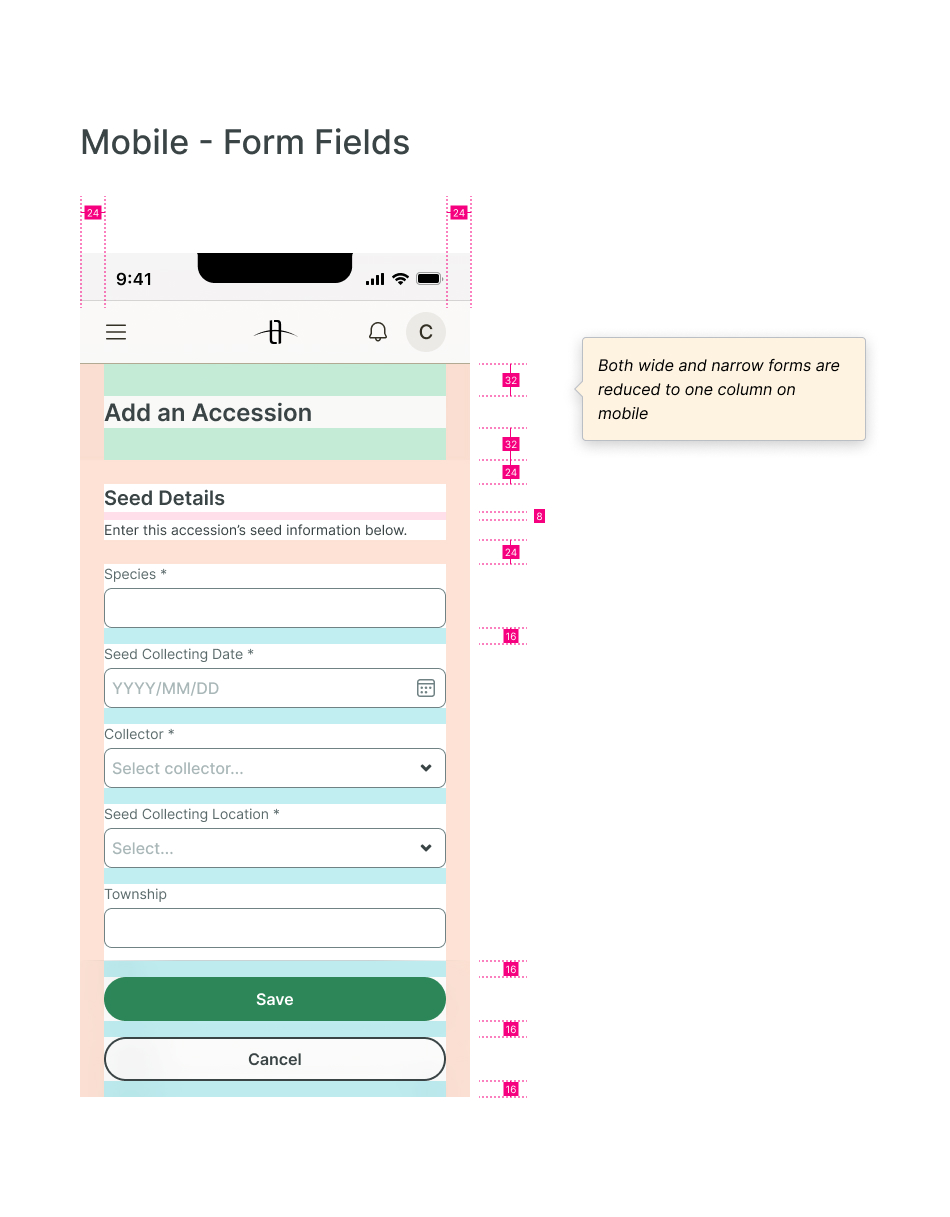 Mobile - Form Fields
24
24
9:41
C
32
Both wide and narrow forms are
reduced to one column on
mobile
Add an Accession
32
24
Seed Details
8
Enter this accession’s seed information below.
24
Species *
16
Seed Collecting Date *
YYYY/MM/DD
Collector *
Select collector...
Seed Collecting Location *
Select...
Township
16
Save
16
Cancel
16